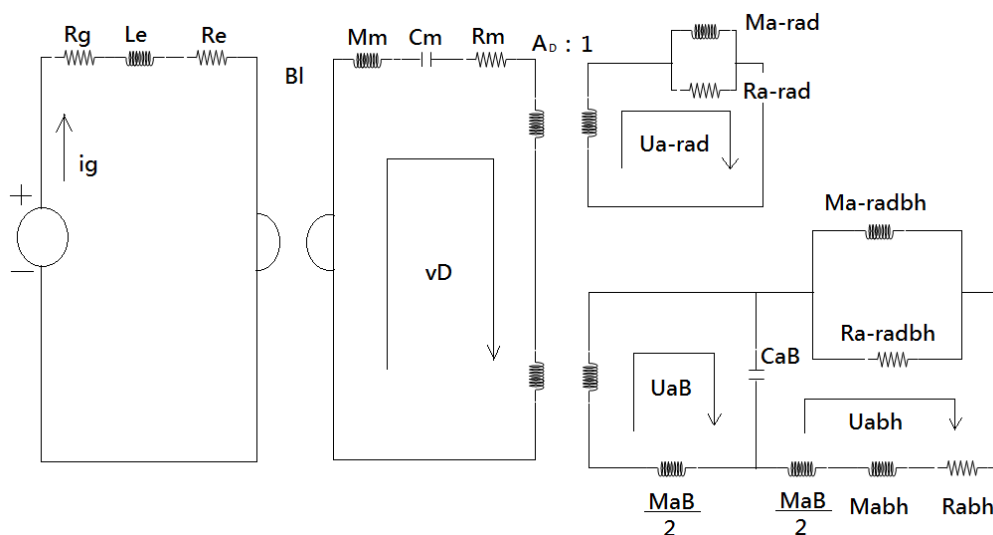 Rg Le Re
ig
+
−
Bl
Mm Cm Rm
A_D : 1
vD
Ma-rad
Ra-rad
Ua-rad
Ma-radbh
Ra-radbh
CaB
UaB
Uabh
MaB
2
MaB
2
Mabh
Rabh